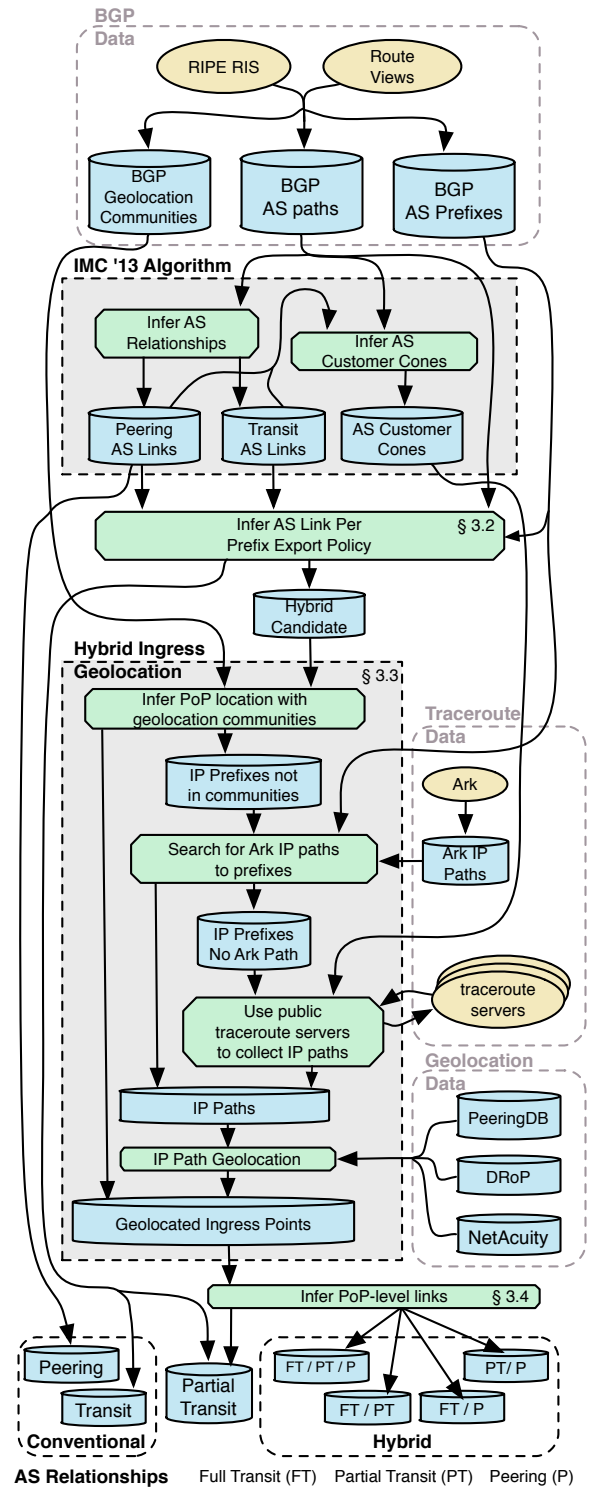 BGP
Data
RIPE RIS
Route
Views
BGP
Geolocation
Communities
BGP
AS paths
BGP
AS Prefixes
IMC '13 Algorithm
Infer AS
Relationships
Infer AS
Customer Cones
Peering
AS Links
Transit
AS Links
AS Customer
Cones
Infer AS Link Per
Prefix Export Policy
§ 3.2
Hybrid
Candidate
Hybrid Ingress
Geolocation
§ 3.3
Infer PoP location with
geolocation communities
Traceroute
Data
IP Prefixes not
in communities
Ark
Search for Ark IP paths
to prefixes
Ark IP
Paths
IP Prefixes
No Ark Path
Use public
traceroute servers
to collect IP paths
traceroute
servers
Geolocation
Data
IP Paths
PeeringDB
IP Path Geolocation
DRoP
Geolocated Ingress Points
NetAcuity
Infer PoP-level links
§ 3.4
Peering
Transit
Conventional
Partial
Transit
FT / PT / P
PT/ P
FT / PT
FT / P
Hybrid
AS Relationships
Full Transit (FT)
Partial Transit (PT)
Peering (P)